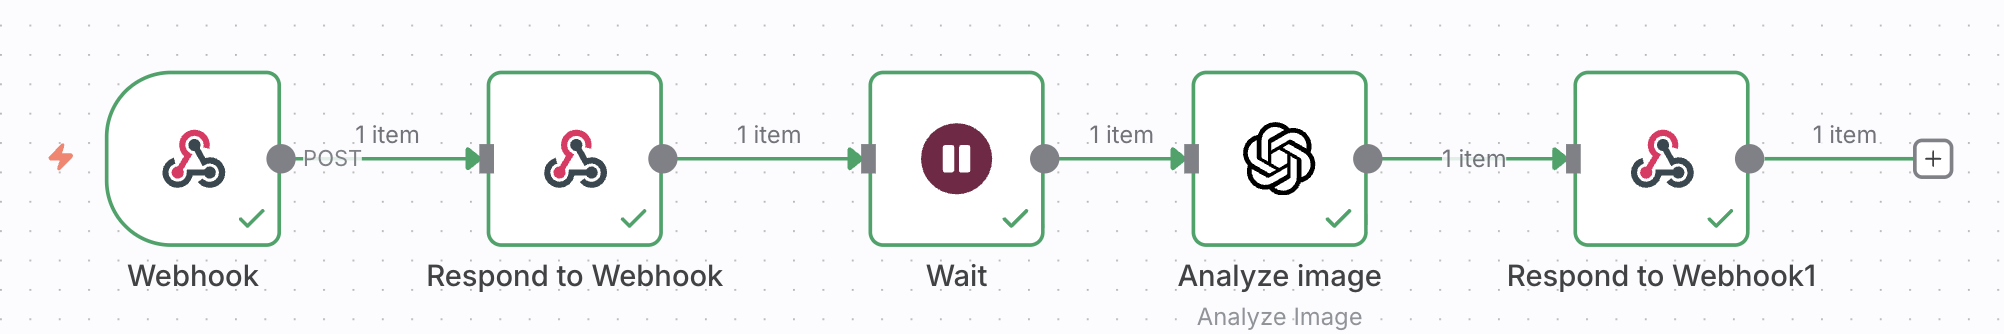 POST
1 item
1 item
1 item
1 item
1 item
Webhook
Respond to Webhook
Wait
Analyze image
Analyze Image
Respond to Webhook1